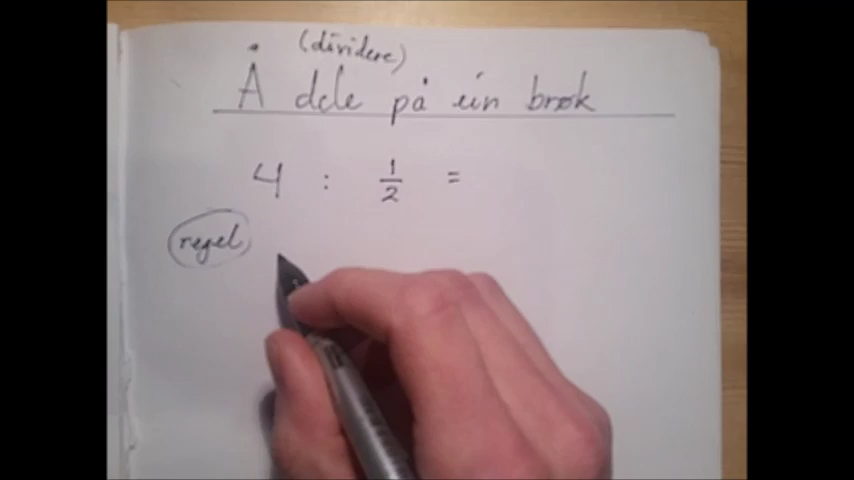 (dividere)
Å dele på ein brøk
4 : 1/2 =
regel